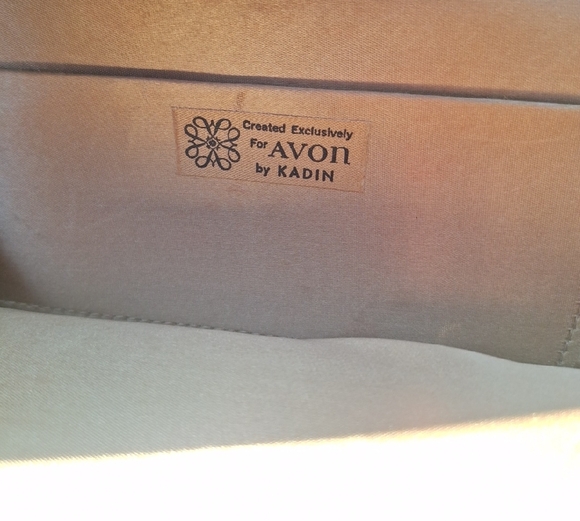 Created Exclusively
For AVON
by KADIN